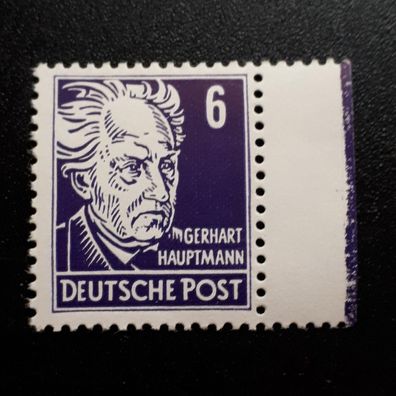 6
GERHART
HAUPTMANN
DEUTSCHE POST